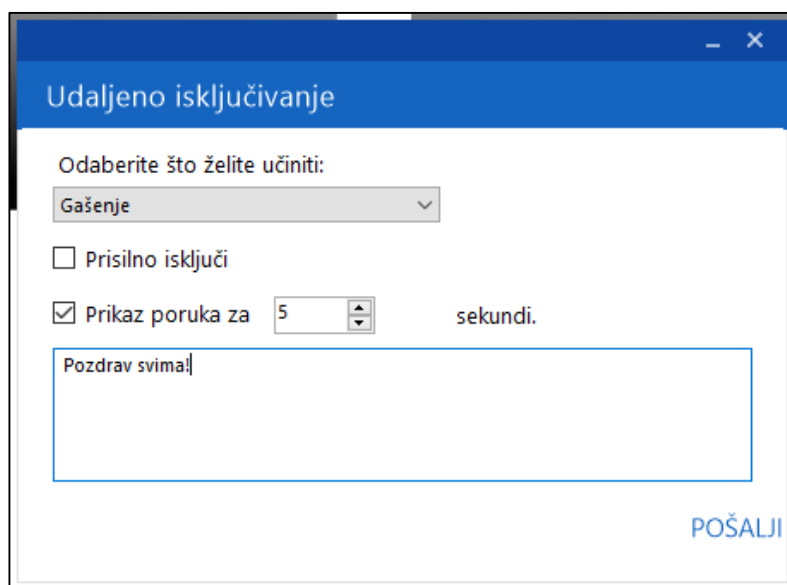 Udaljeno isključivanje
Odaberite što želite učiniti:
Gašenje
Prisilno isključi
Prikaz poruka za 5 sekundi.
Pozdrav svima!
POŠALJI